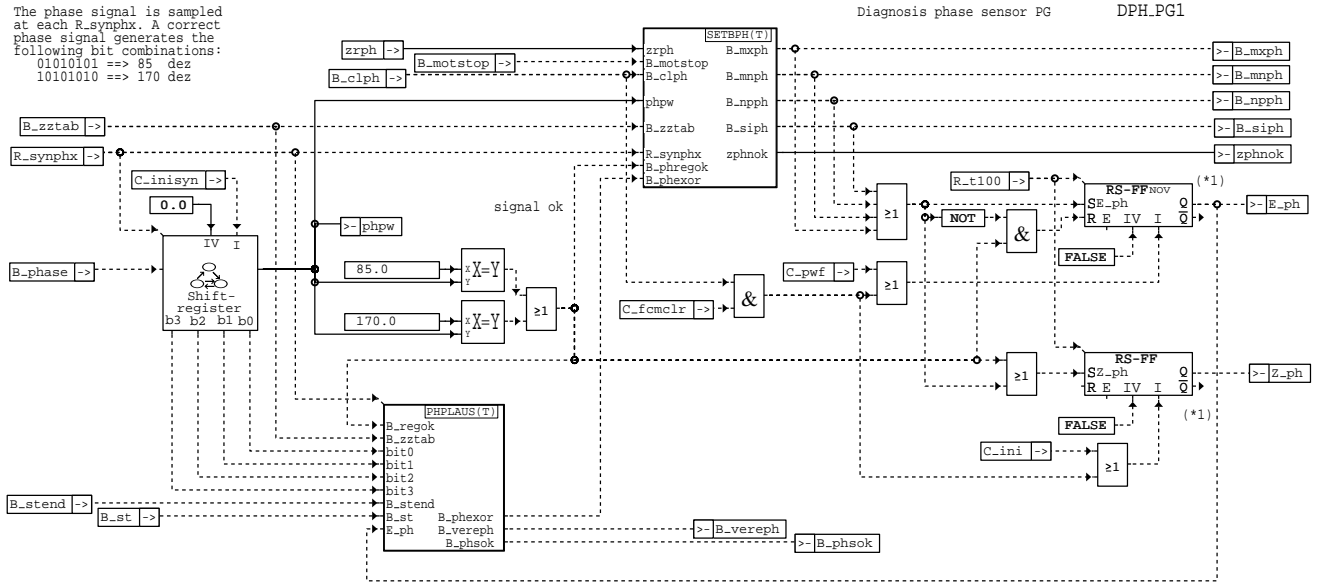 The phase signal is sampled
at each R_synphx. A correct
phase signal generates the
following bit combinations:
01010101 ==> 85 dez
10101010 ==> 170 dez
Diagnosis phase sensor PG
DPH_PG1
SETBPH(T)
zrph ->
B_motstop ->
B_clph ->
zrph
B_motstop
B_clph
phpw
B_zztab
R_synphx
B_phregok
B_phexor
B_mxph
B_mnph
B_npph
B_siph
zphnok
>- B_mxph
>- B_mnph
>- B_npph
>- B_siph
>- zphnok
B_zztab ->
R_synphx ->
C_inisyn ->
0.0
IV I
B_phase ->
Shift-
register
b3 b2 b1 b0
>- phpw
signal ok
85.0
X
Y
X=Y
170.0
X
Y
X=Y
≥1
C_fcmclr ->
&
≥1
C_pwf ->
≥1
NOT
&
R_t100 ->
RS-FF NOV
(*1)
S E_ph Q
R E IV I Q
FALSE
>- E_ph
≥1
RS-FF
S Z_ph Q
R E IV I Q
(*1)
FALSE
>- Z_ph
C_ini ->
≥1
PHPLAUS(T)
B_regok
B_zztab
bit0
bit1
bit2
bit3
B_stend
B_st
E_ph
B_phexor
B_vereph
B_phsok
B_stend ->
B_st ->
>- B_vereph
>- B_phsok